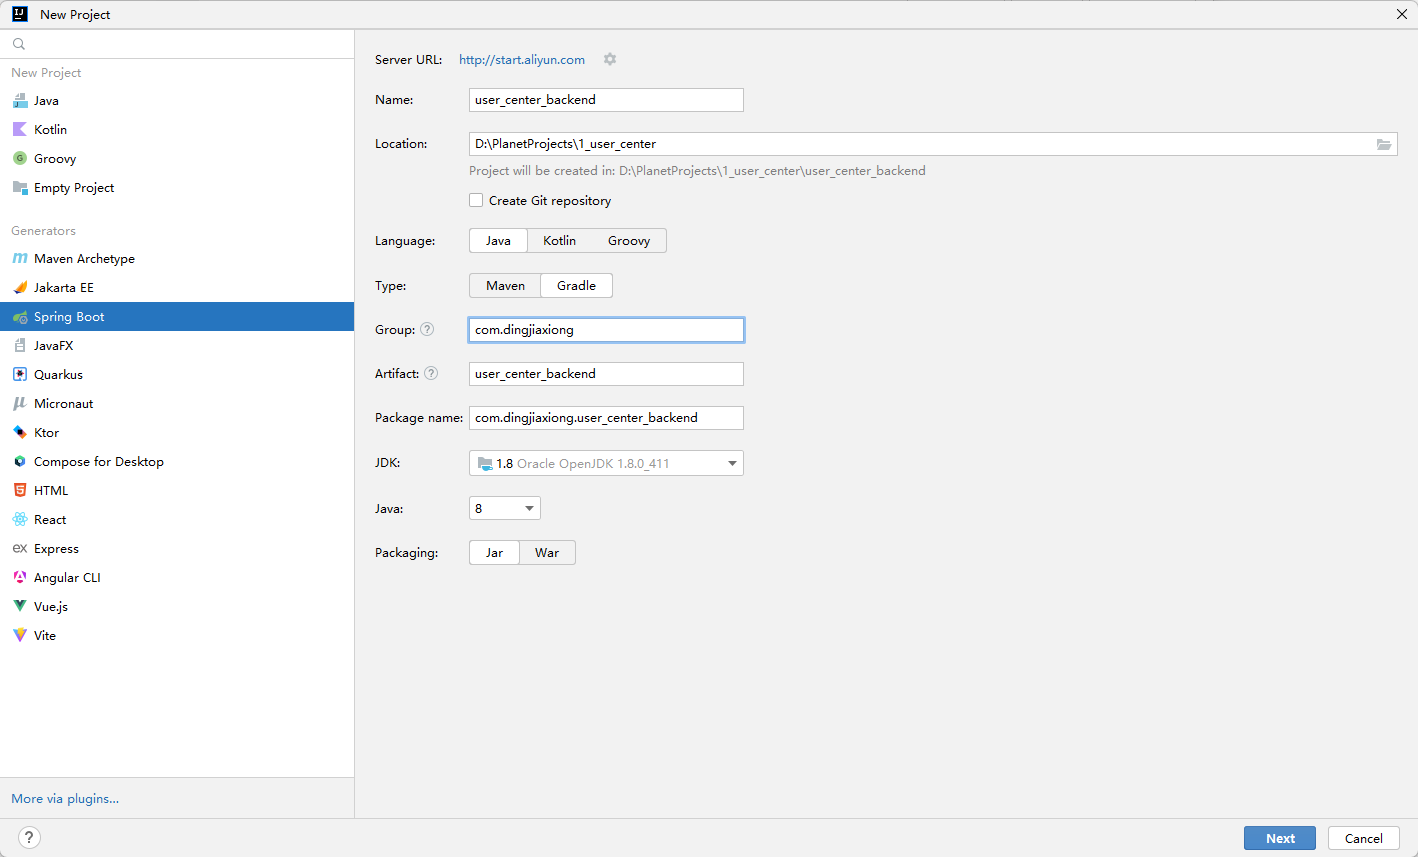 New Project
New Project
Java
Kotlin
Groovy
Empty Project
Generators
Maven Archetype
Jakarta EE
Spring Boot
JavaFX
Quarkus
Micronaut
Ktor
Compose for Desktop
HTML
React
Express
Angular CLI
Vue.js
Vite
More via plugins...
Server URL: http://start.aliyun.com
Name: user_center_backend
Location: D:\PlanetProjects\1_user_center
Project will be created in: D:\PlanetProjects\1_user_center\user_center_backend
Create Git repository
Language: Java Kotlin Groovy
Type: Maven Gradle
Group: ? com.dingjiaxiong
Artifact: ? user_center_backend
Package name: com.dingjiaxiong.user_center_backend
JDK: 1.8 Oracle OpenJDK 1.8.0_411
Java: 8
Packaging: Jar War
? Next Cancel